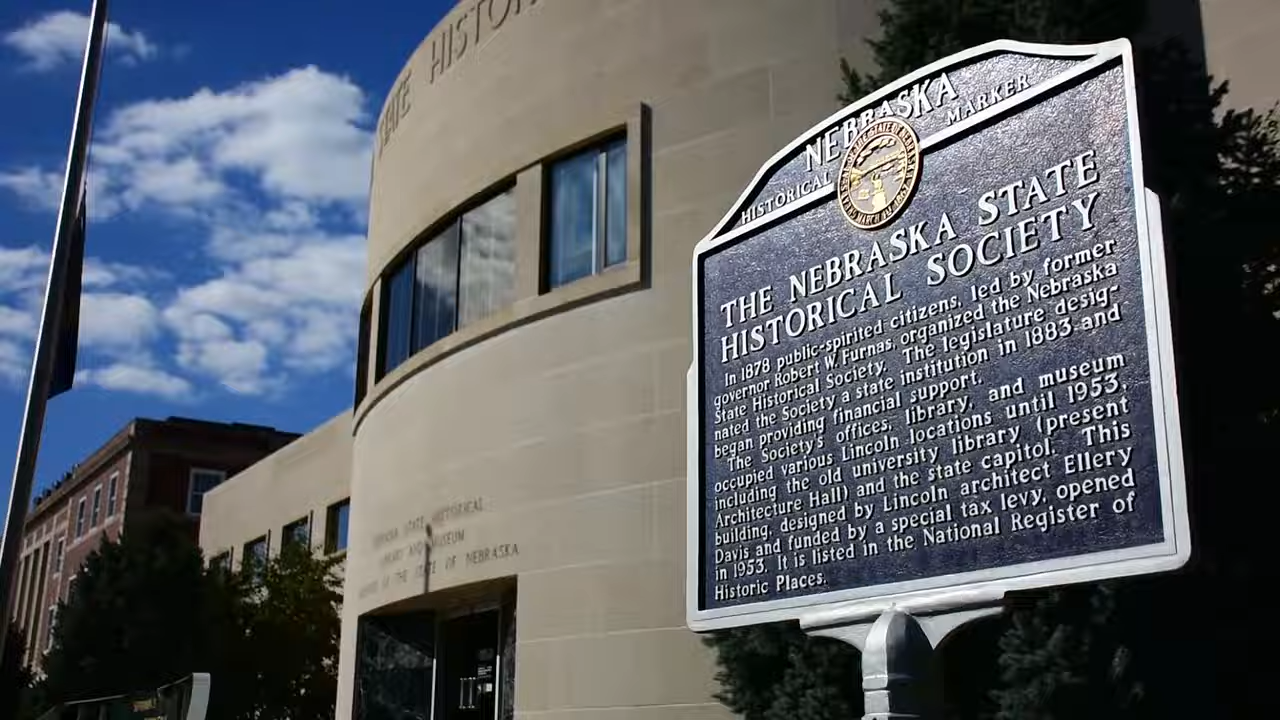 STATE HISTOR
NEBRASKA
HISTORICAL MARKER
THE NEBRASKA STATE
HISTORICAL SOCIETY
In 1878 public-spirited citizens, led by former
governor Robert W. Furnas, organized the Nebraska
State Historical Society. The legislature desig-
nated the Society a state institution in 1883 and
began providing financial support.
The Society's offices, library, and museum
occupied various Lincoln locations until 1953,
including the old university library (present
Architecture Hall) and the state capitol. This
building, designed by Lincoln architect Ellery
Davis and funded by a special tax levy, opened
in 1953. It is listed in the National Register of
Historic Places.
STATE HISTORICAL
LIBRARY AND MUSEUM
THE STATE OF NEBRASKA